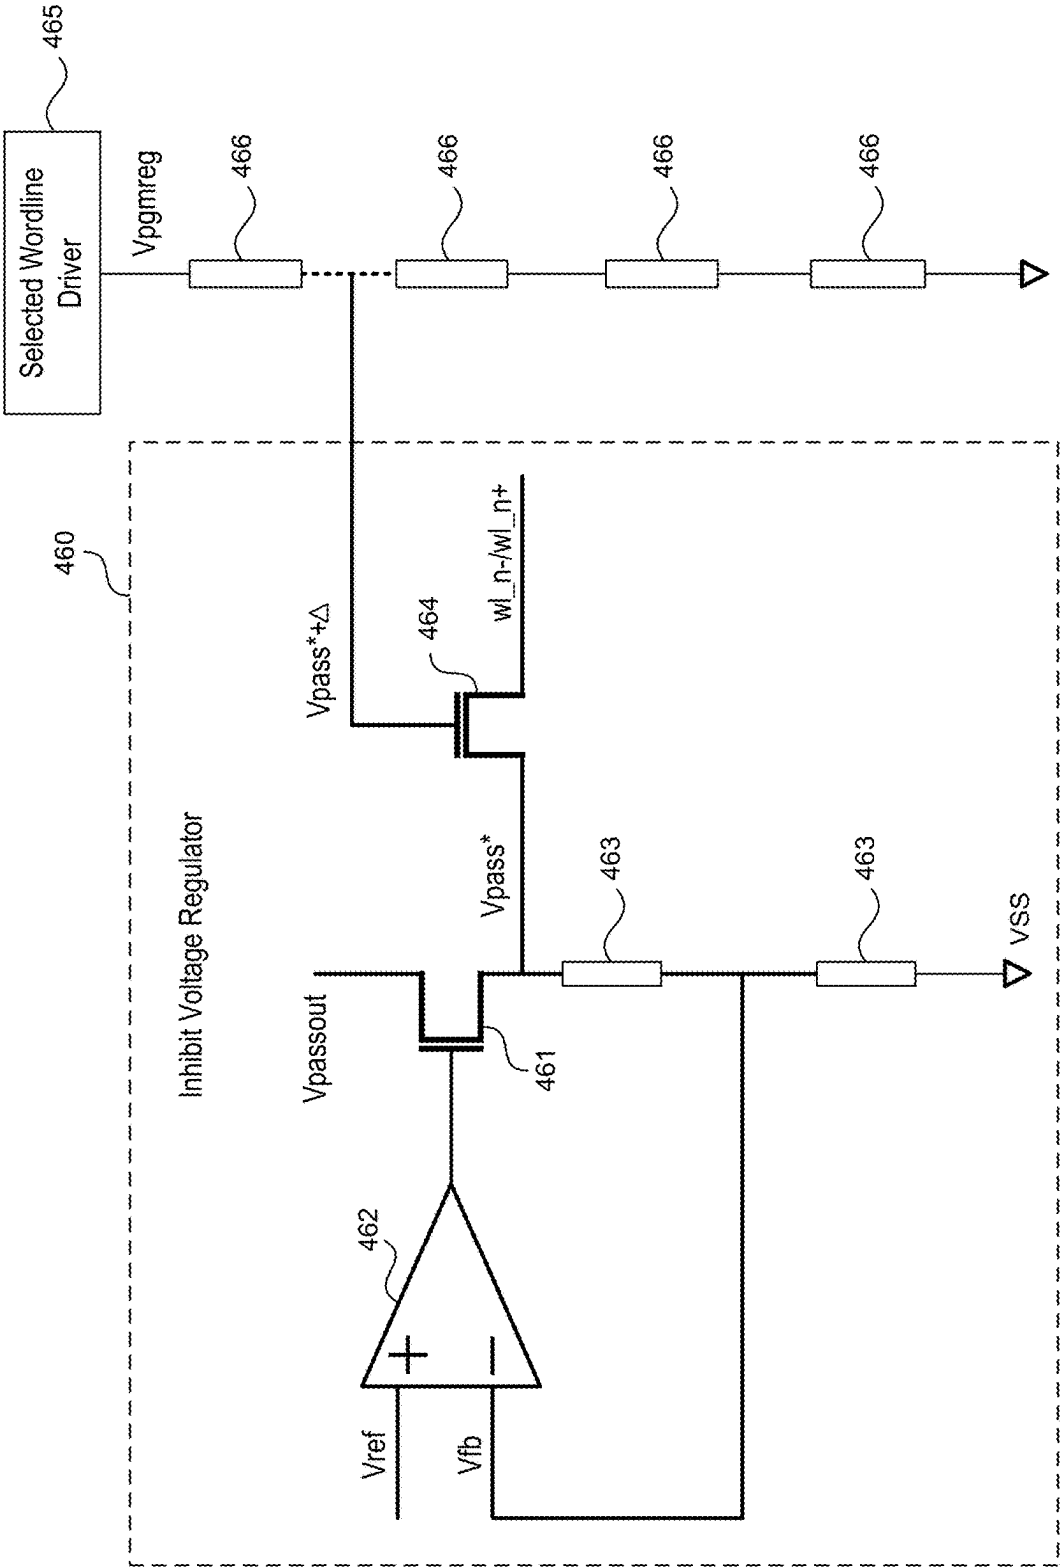 460
Inhibit Voltage Regulator
Vref
Vfb
+
−
462
Vpassout
461
Vpass*
463
463
VSS
Vpass*+Δ
464
wl_n-/wl_n+
Selected Wordline
Driver
465
Vpgmreg
466
466
466
466